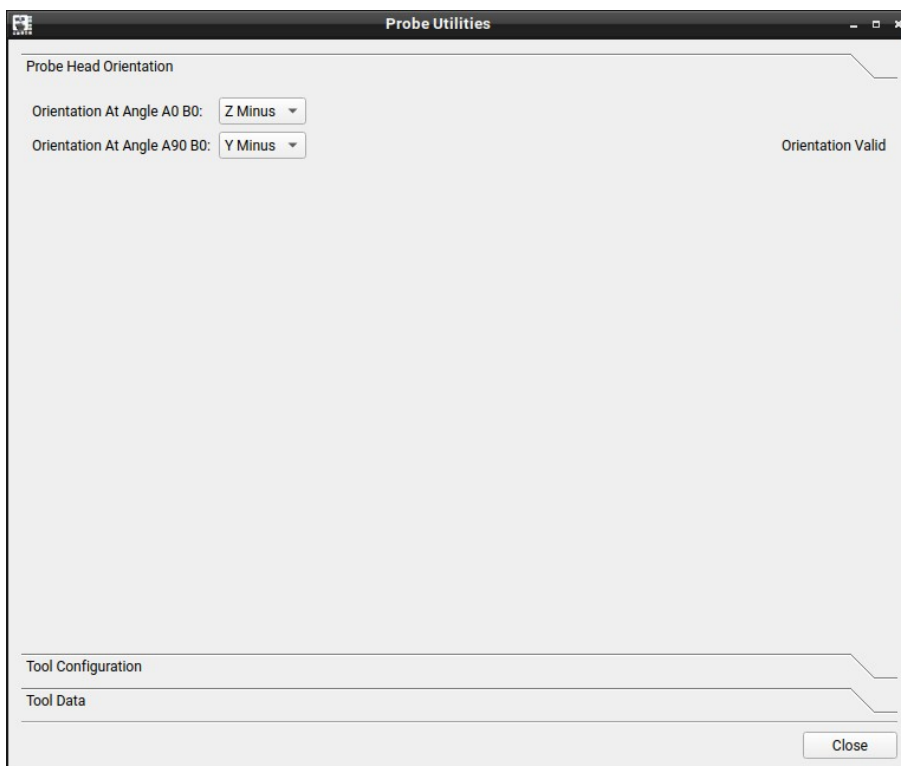 Probe Utilities
Probe Head Orientation
Orientation At Angle A0 B0: Z Minus
Orientation At Angle A90 B0: Y Minus Orientation Valid
Tool Configuration
Tool Data
Close